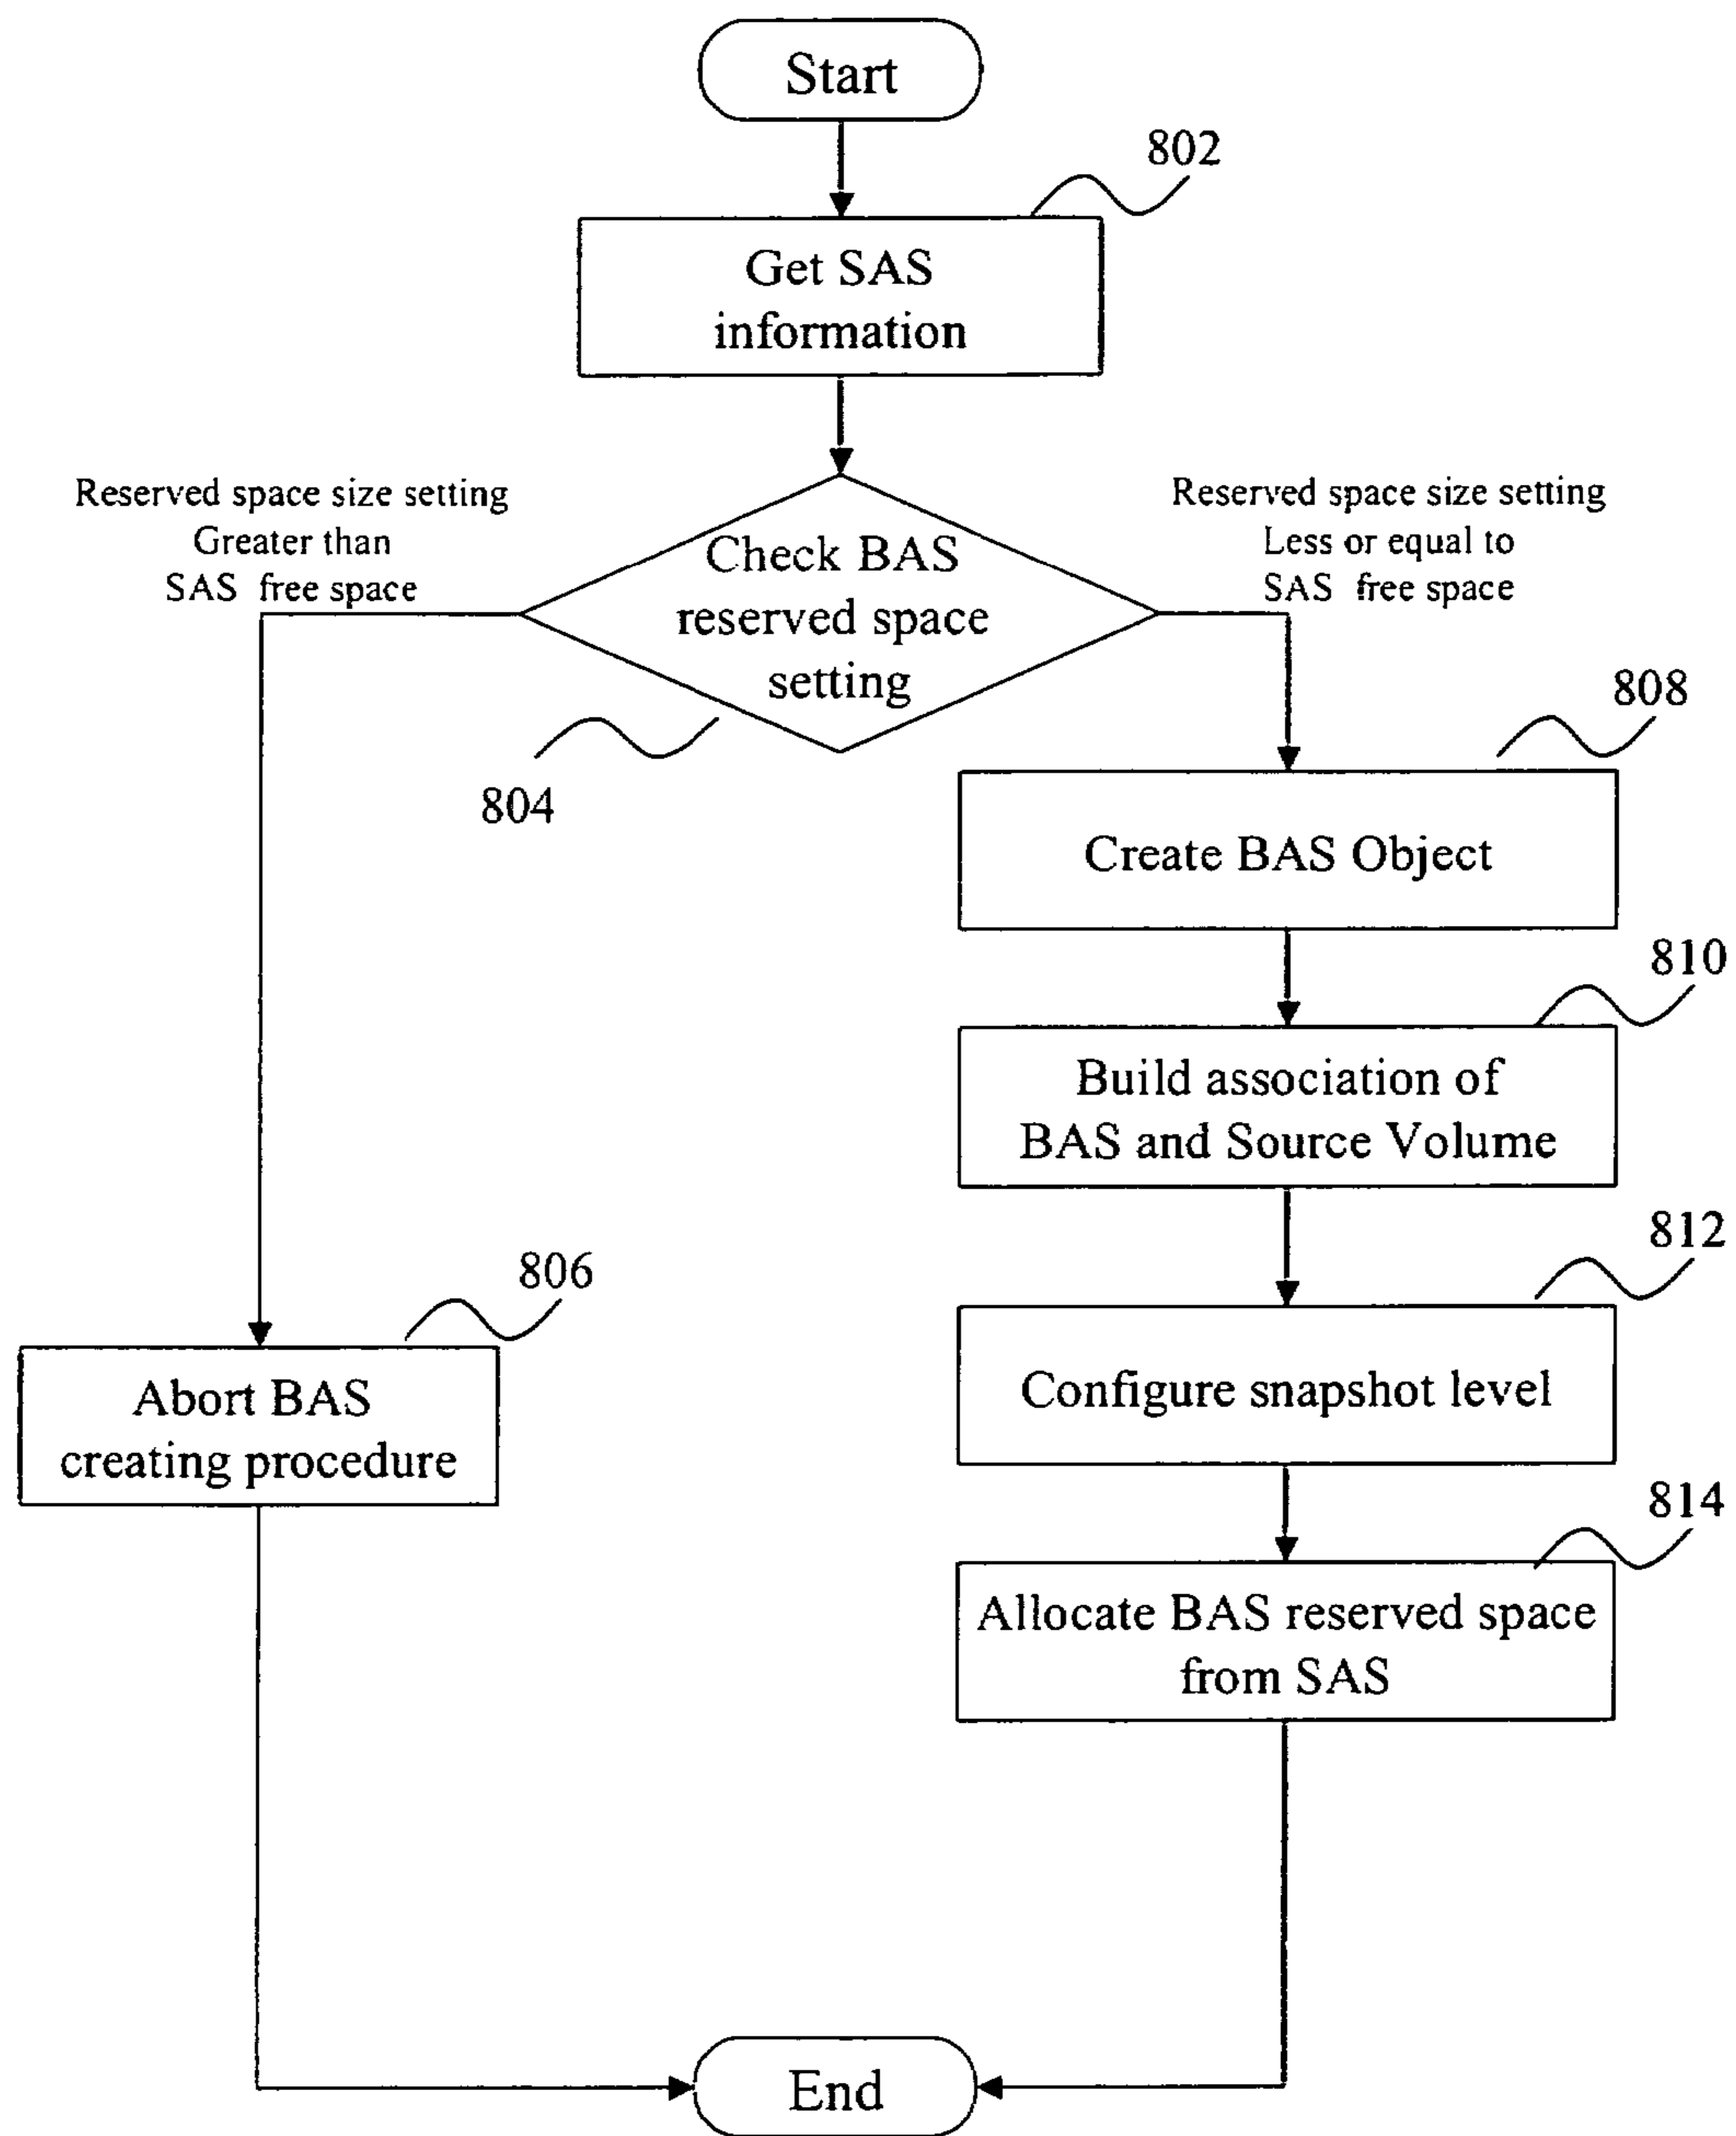 Start
802
Get SAS
information
Reserved space size setting
Greater than
SAS free space
Reserved space size setting
Less or equal to
SAS free space
Check BAS
reserved space
setting
804
808
Create BAS Object
810
Build association of
BAS and Source Volume
806
Abort BAS
creating procedure
812
Configure snapshot level
814
Allocate BAS reserved space
from SAS
End